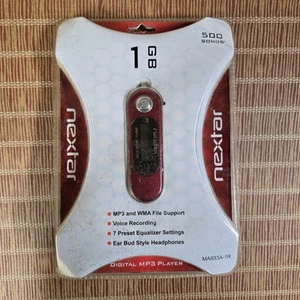 500
SONGS*
1
GB
nextar
nextar
• MP3 and WMA File Support
• Voice Recording
• 7 Preset Equalizer Settings
• Ear Bud Style Headphones
MA933A-1R
DIGITAL MP3 PLAYER